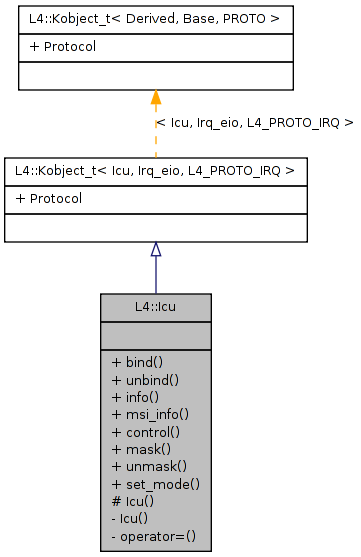 L4::Kobject_t< Derived, Base, PROTO >
+ Protocol
< Icu, Irq_eio, L4_PROTO_IRQ >
L4::Kobject_t< Icu, Irq_eio, L4_PROTO_IRQ >
+ Protocol
L4::Icu
+ bind()
+ unbind()
+ info()
+ msi_info()
+ control()
+ mask()
+ unmask()
+ set_mode()
# Icu()
- Icu()
- operator=()